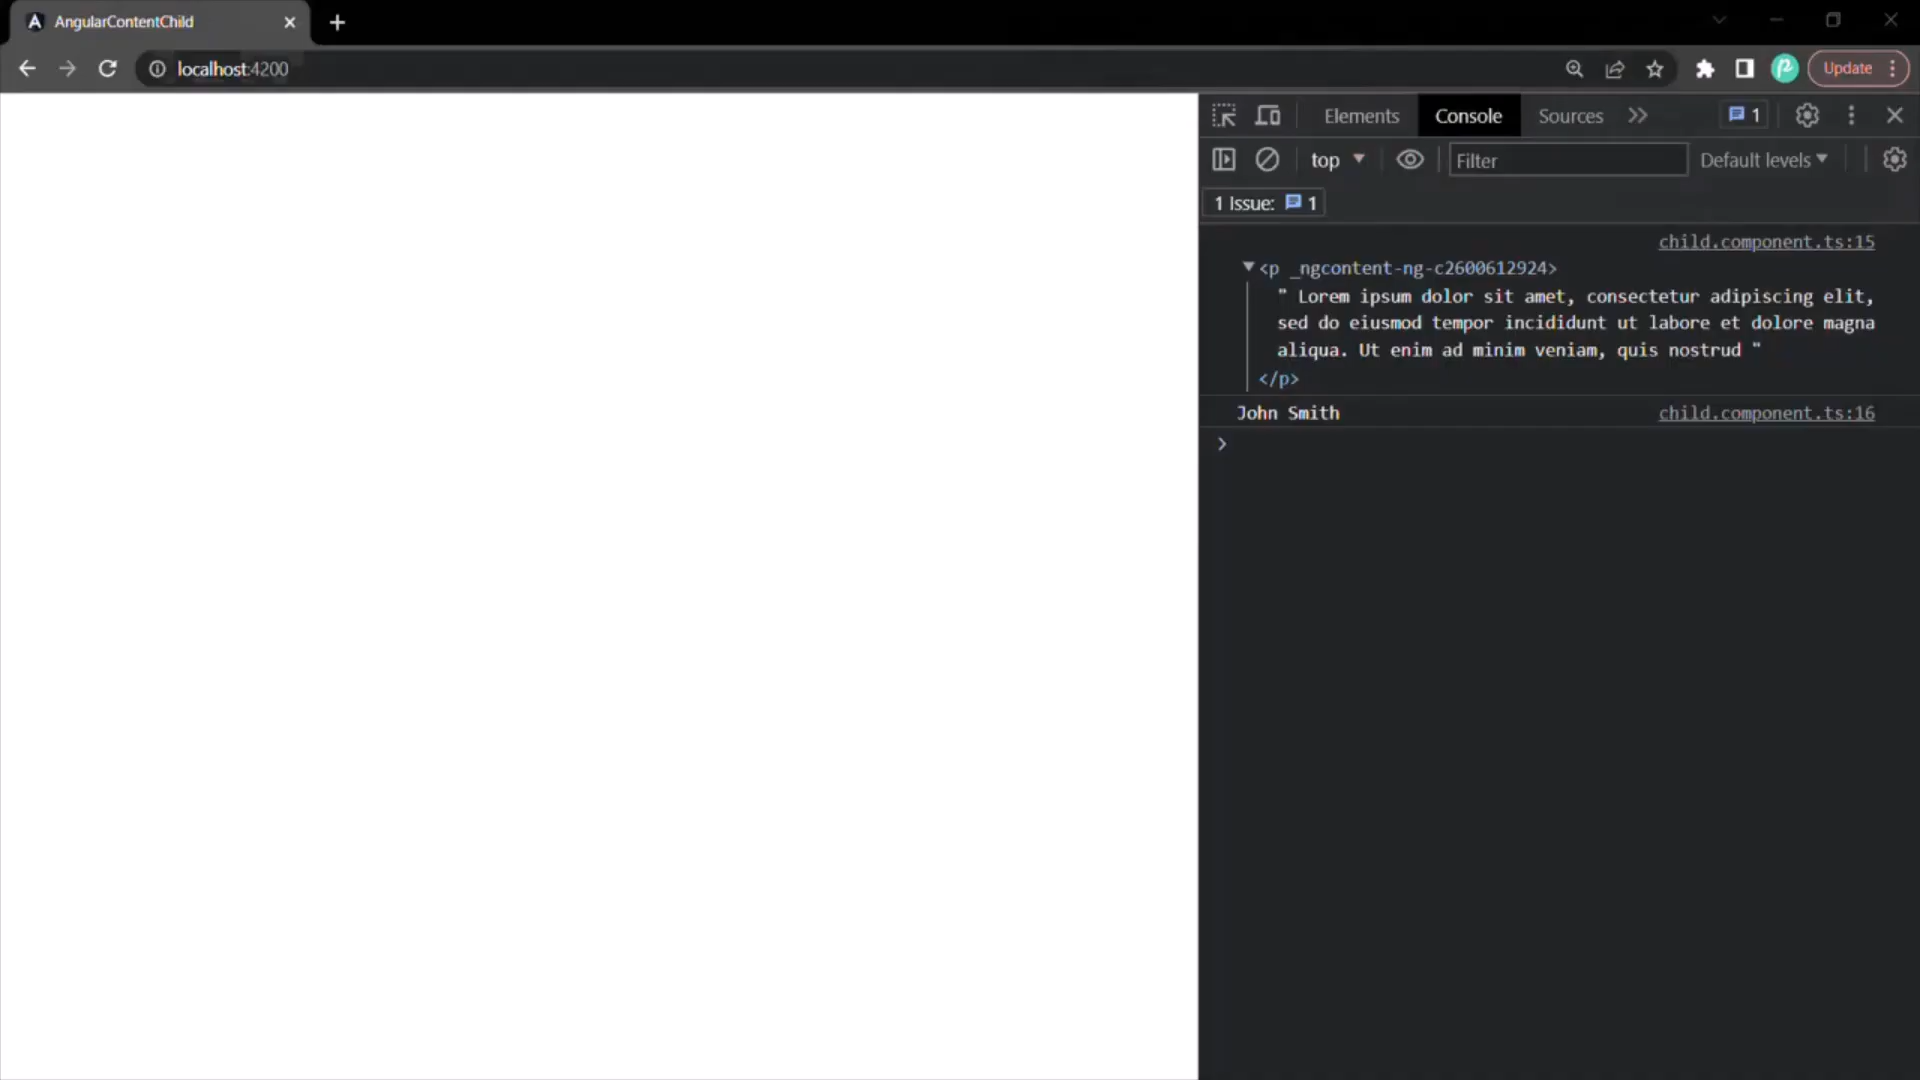 AngularContentChild
localhost:4200
Update
Elements
Console
Sources
1
top
Filter
Default levels
1 Issue:
1
child.component.ts:15
<p _ngcontent-ng-c2600612924>
" Lorem ipsum dolor sit amet, consectetur adipiscing elit,
sed do eiusmod tempor incididunt ut labore et dolore magna
aliqua. Ut enim ad minim veniam, quis nostrud "
</p>
John Smith
child.component.ts:16